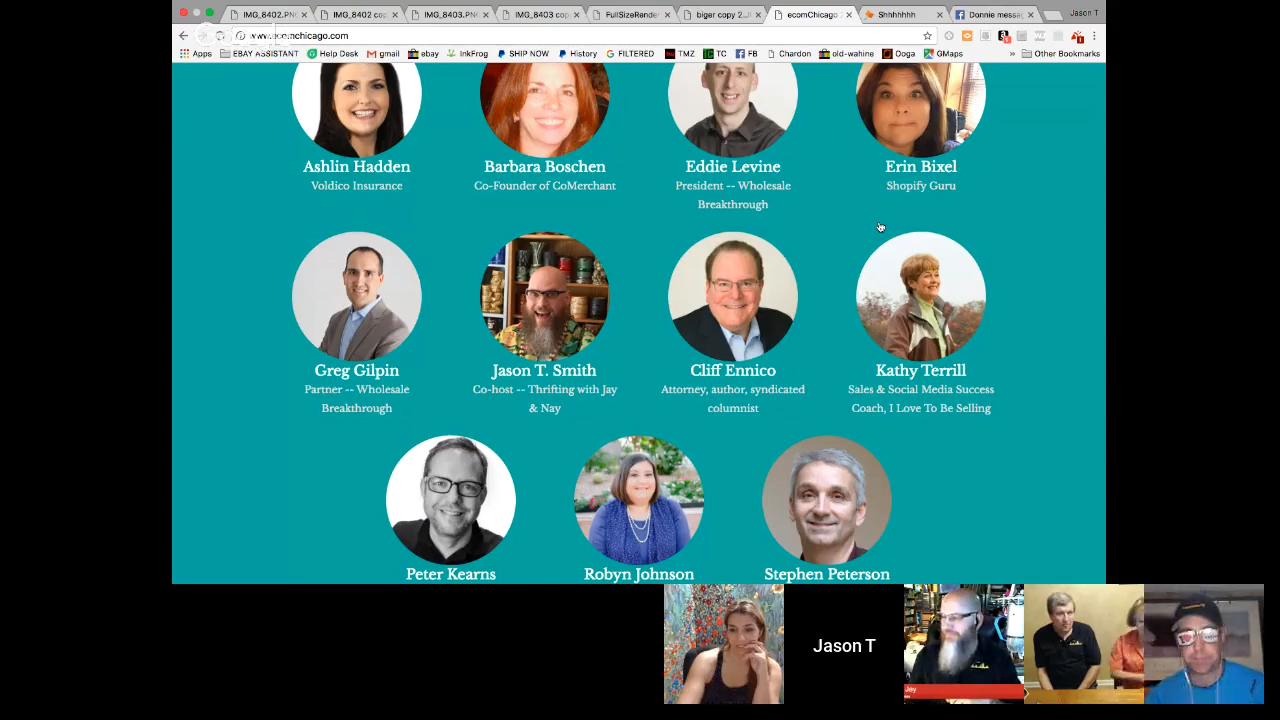 IMG_8402.PN
IMG_8402 cop
IMG_8403.PN
IMG_8403 cop
FullSizeRender
biger copy 2.
ecomChicago
Shhhhhhh
Donnie messa
Jason T
www.ecomchicago.com
Apps
EBAY ASSISTANT
Help Desk
gmail
ebay
InkFrog
SHIP NOW
History
FILTERED
TMZ
TC
FB
Chardon
old-wahine
Ooga
GMaps
»
Other Bookmarks
Ashlin Hadden
Voldico Insurance
Barbara Boschen
Co-Founder of CoMerchant
Eddie Levine
President -- Wholesale
Breakthrough
Erin Bixel
Shopify Guru
Greg Gilpin
Partner -- Wholesale
Breakthrough
Jason T. Smith
Co-host -- Thrifting with Jay
& Nay
Cliff Ennico
Attorney, author, syndicated
columnist
Kathy Terrill
Sales & Social Media Success
Coach, I Love To Be Selling
Peter Kearns
Robyn Johnson
Stephen Peterson
Jason T